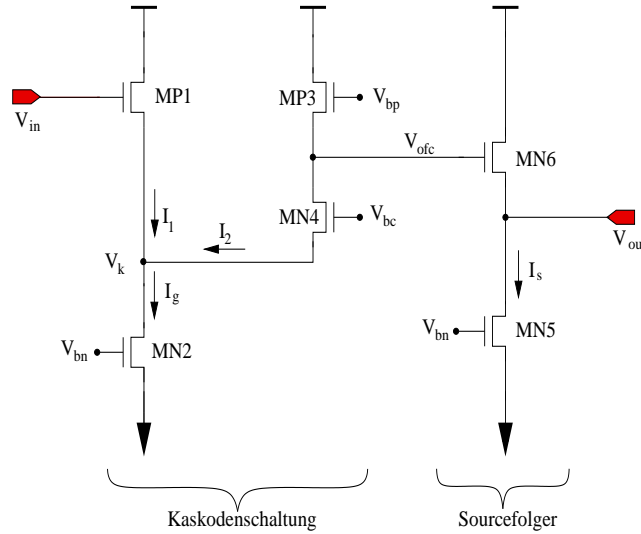 MP1
MP3
V_bp
V_in
V_ofc
MN6
MN4
V_bc
I_1
I_2
V_ou
V_k
I_g
I_s
V_bn
MN2
V_bn
MN5
Kaskodenschaltung
Sourcefolger